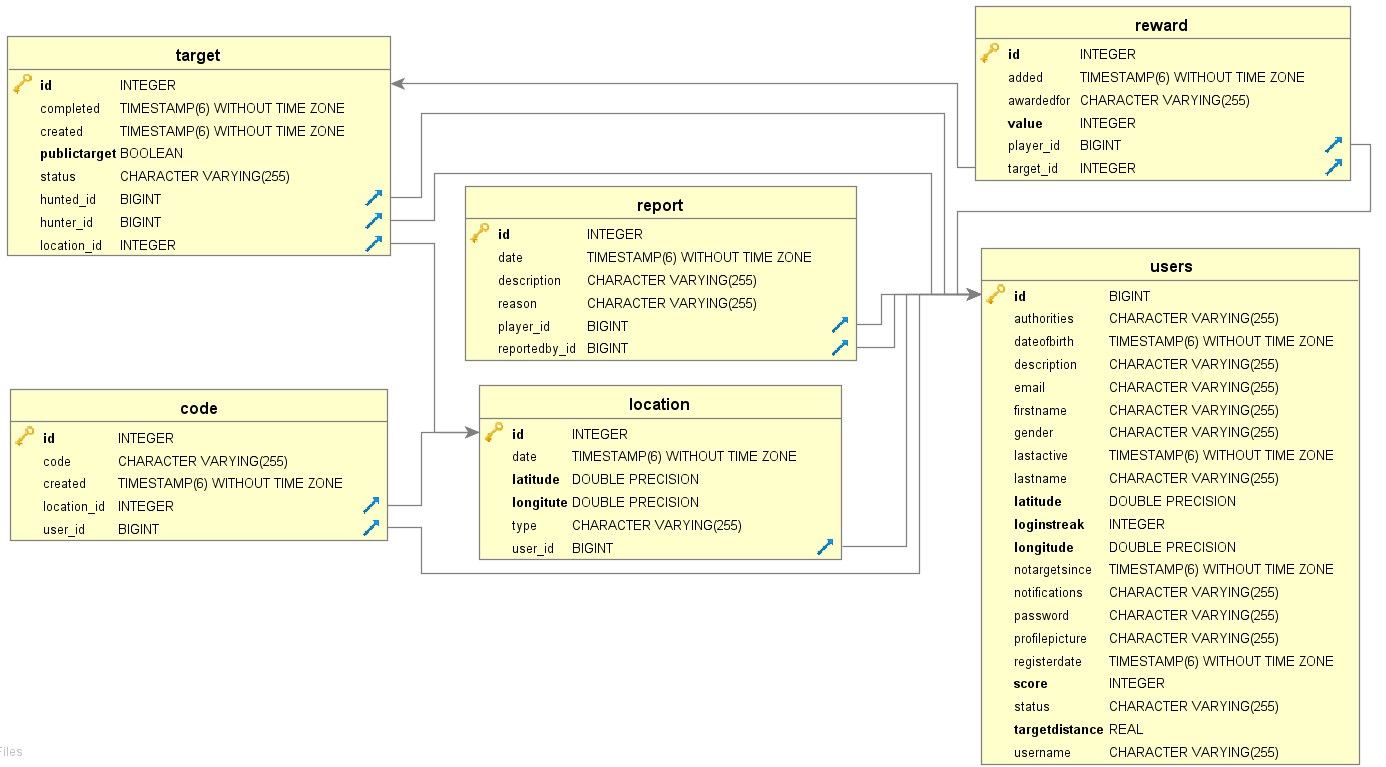 target
id INTEGER
completed TIMESTAMP(6) WITHOUT TIME ZONE
created TIMESTAMP(6) WITHOUT TIME ZONE
publictarget BOOLEAN
status CHARACTER VARYING(255)
hunted_id BIGINT
hunter_id BIGINT
location_id INTEGER
reward
id INTEGER
added TIMESTAMP(6) WITHOUT TIME ZONE
awardedfor CHARACTER VARYING(255)
value INTEGER
player_id BIGINT
target_id INTEGER
report
id INTEGER
date TIMESTAMP(6) WITHOUT TIME ZONE
description CHARACTER VARYING(255)
reason CHARACTER VARYING(255)
player_id BIGINT
reportedby_id BIGINT
code
id INTEGER
code CHARACTER VARYING(255)
created TIMESTAMP(6) WITHOUT TIME ZONE
location_id INTEGER
user_id BIGINT
location
id INTEGER
date TIMESTAMP(6) WITHOUT TIME ZONE
latitude DOUBLE PRECISION
longitute DOUBLE PRECISION
type CHARACTER VARYING(255)
user_id BIGINT
users
id BIGINT
authorities CHARACTER VARYING(255)
dateofbirth TIMESTAMP(6) WITHOUT TIME ZONE
description CHARACTER VARYING(255)
email CHARACTER VARYING(255)
firstname CHARACTER VARYING(255)
gender CHARACTER VARYING(255)
lastactive TIMESTAMP(6) WITHOUT TIME ZONE
lastname CHARACTER VARYING(255)
latitude DOUBLE PRECISION
loginstreak INTEGER
longitude DOUBLE PRECISION
notargetsince TIMESTAMP(6) WITHOUT TIME ZONE
notifications CHARACTER VARYING(255)
password CHARACTER VARYING(255)
profilepicture CHARACTER VARYING(255)
registerdate TIMESTAMP(6) WITHOUT TIME ZONE
score INTEGER
status CHARACTER VARYING(255)
targetdistance REAL
username CHARACTER VARYING(255)
Files